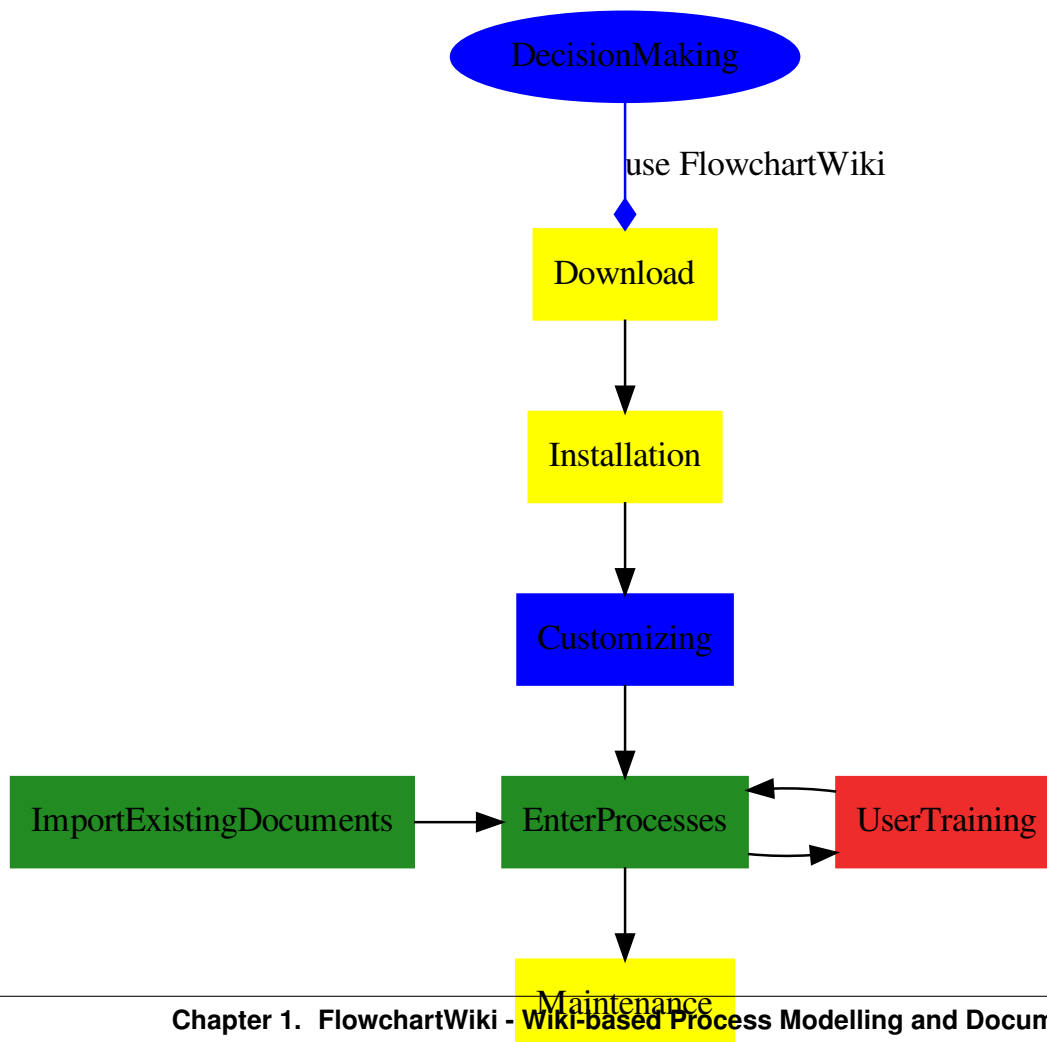 DecisionMaking
use FlowchartWiki
Download
Installation
Customizing
ImportExistingDocuments EnterProcesses UserTraining
Maintenance
Chapter 1. FlowchartWiki - Wiki-based Process Modelling and Docum